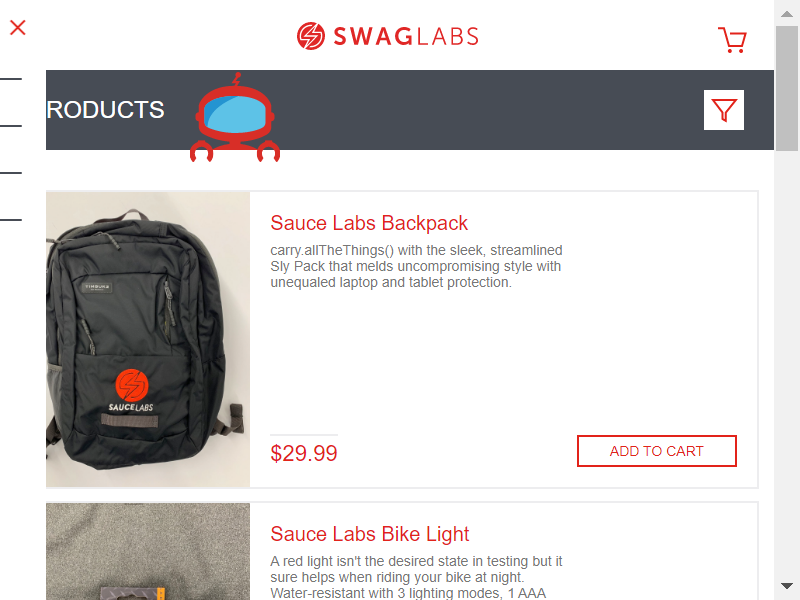 SWAGLABS
RODUCTS
Sauce Labs Backpack
carry.allTheThings() with the sleek, streamlined
Sly Pack that melds uncompromising style with
unequaled laptop and tablet protection.
SAUCELABS
$29.99
ADD TO CART
Sauce Labs Bike Light
A red light isn't the desired state in testing but it
sure helps when riding your bike at night.
Water-resistant with 3 lighting modes, 1 AAA